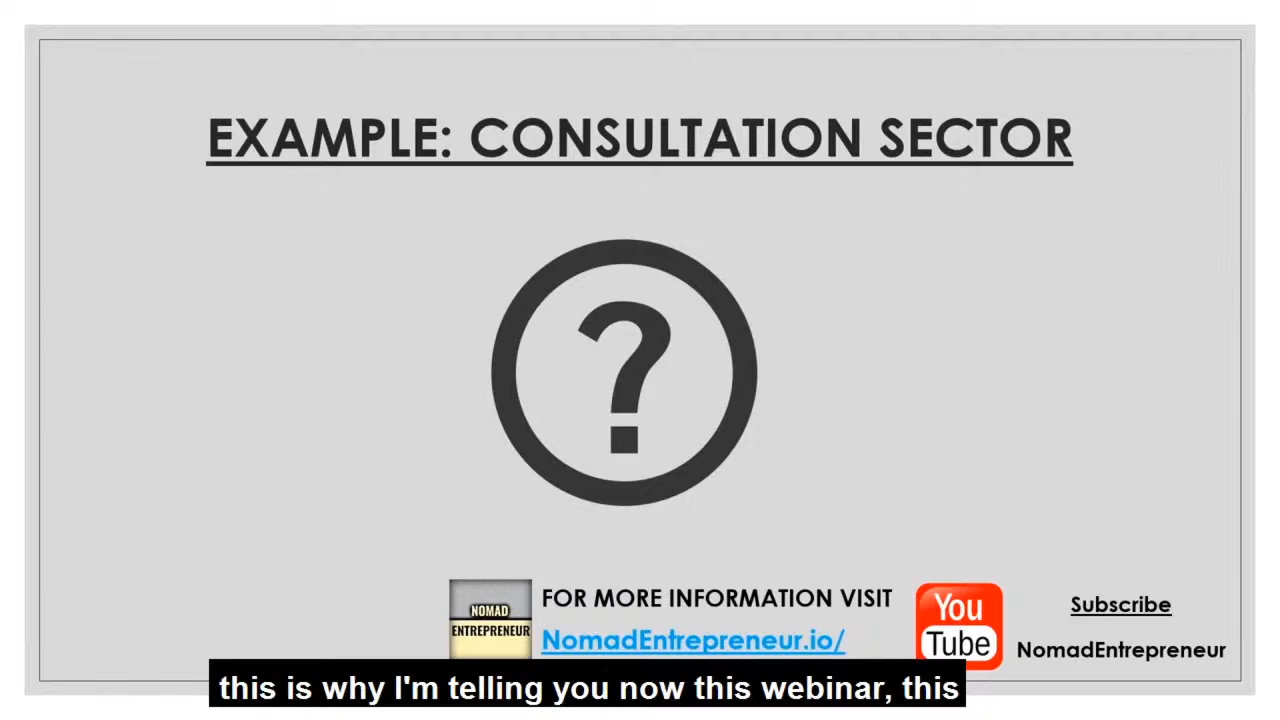 EXAMPLE: CONSULTATION SECTOR
?
NOMAD
ENTREPRENEUR
FOR MORE INFORMATION VISIT
NomadEntrepreneur.io/
You
Tube
Subscribe
NomadEntrepreneur
this is why I'm telling you now this webinar, this